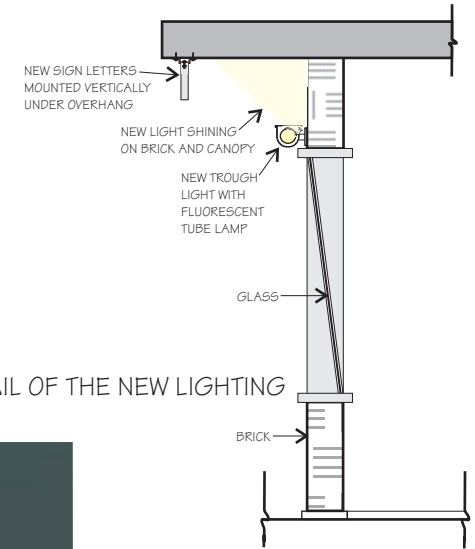 NEW SIGN LETTERS
MOUNTED VERTICALLY
UNDER OVERHANG
NEW LIGHT SHINING
ON BRICK AND CANOPY
NEW TROUGH
LIGHT WITH
FLUORESCENT
TUBE LAMP
GLASS
OF THE NEW LIGHTING
BRICK